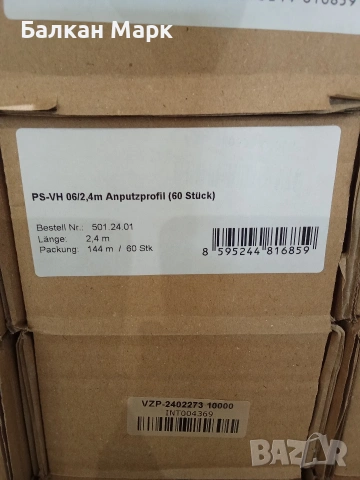 Балкан Марк
PS-VH 06/2,4m Anputzprofil (60 Stück)
Bestell Nr.: 501.24.01
Länge: 2,4 m
Packung: 144 m / 60 Stk
8 595244 816859
VZP-2402273 10000
INT004369
BAZAR